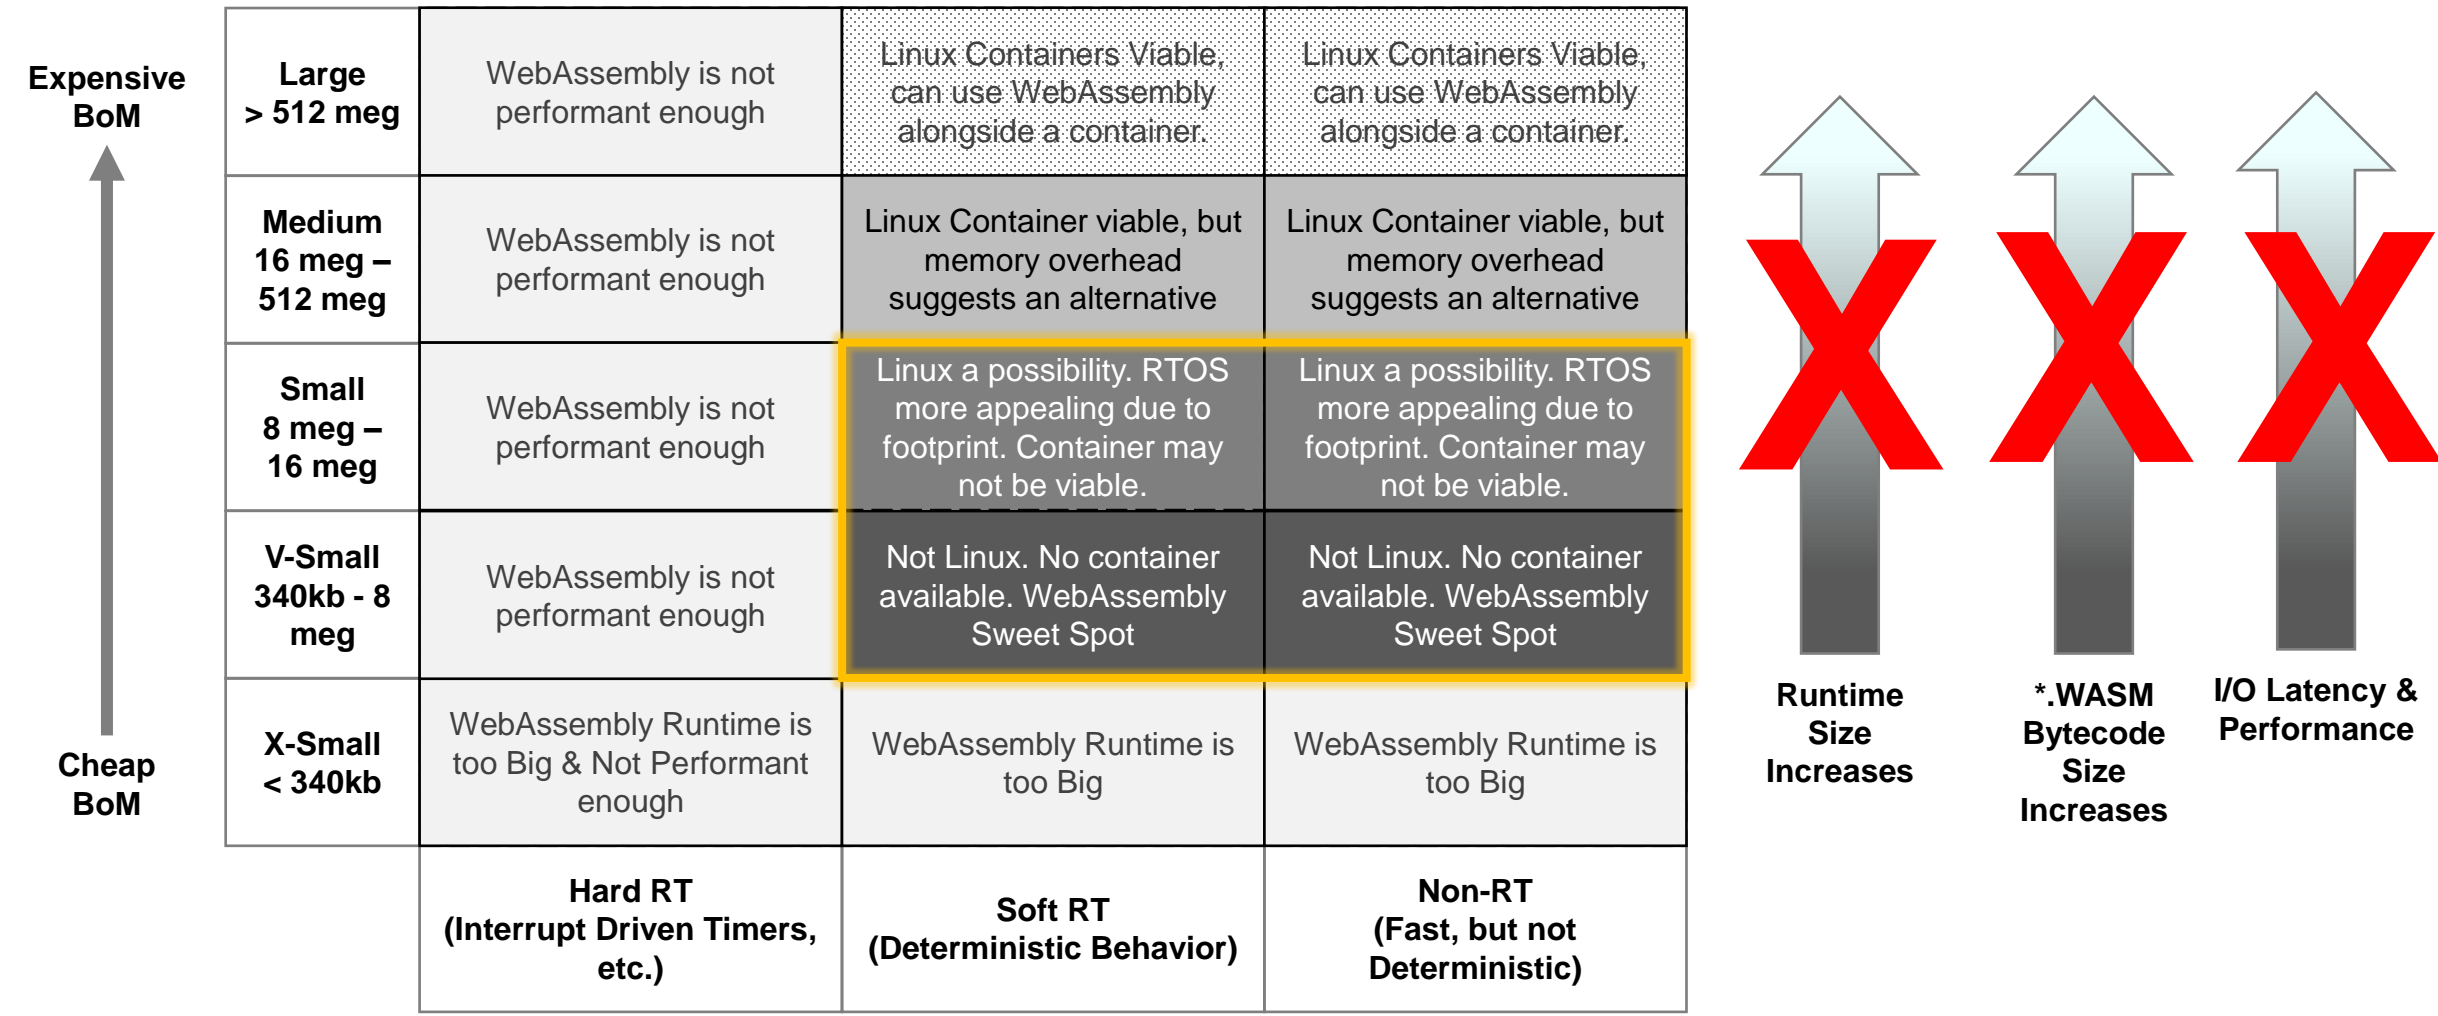 Expensive
BoM
Cheap
BoM
Large
> 512 meg
WebAssembly is not
performant enough
Linux Containers Viable,
can use WebAssembly
alongside a container.
Linux Containers Viable,
can use WebAssembly
alongside a container.
Medium
16 meg –
512 meg
WebAssembly is not
performant enough
Linux Container viable, but
memory overhead
suggests an alternative
Linux Container viable, but
memory overhead
suggests an alternative
Small
8 meg –
16 meg
WebAssembly is not
performant enough
Linux a possibility. RTOS
more appealing due to
footprint. Container may
not be viable.
Linux a possibility. RTOS
more appealing due to
footprint. Container may
not be viable.
V-Small
340kb - 8
meg
WebAssembly is not
performant enough
Not Linux. No container
available. WebAssembly
Sweet Spot
Not Linux. No container
available. WebAssembly
Sweet Spot
X-Small
< 340kb
WebAssembly Runtime is
too Big & Not Performant
enough
WebAssembly Runtime is
too Big
WebAssembly Runtime is
too Big
Hard RT
(Interrupt Driven Timers,
etc.)
Soft RT
(Deterministic Behavior)
Non-RT
(Fast, but not
Deterministic)
Runtime
Size
Increases
*.WASM
Bytecode
Size
Increases
I/O Latency &
Performance